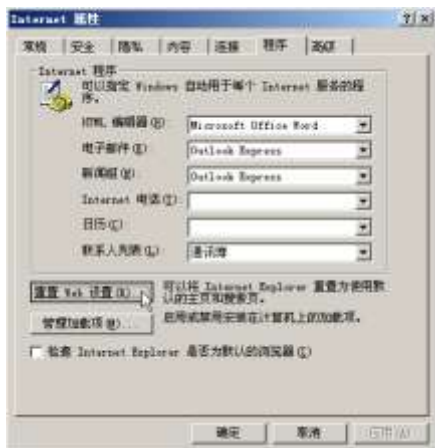 Internet 属性
常规 安全 隐私 内容 连接 程序 高级
Internet 程序
可以指定 Windows 自动用于每个 Internet 服务的程
序。
HTML 编辑器(E): Microsoft Office Word
电子邮件(E) Outlook Express
新闻组(W) Outlook Express
Internet 电话(T):
日历(C):
联系人列表(L): 通讯簿
重置 Web 设置(R)
可以将 Internet Explorer 重置为使用默
认的主页和搜索页。
管理加载项(M)...
启用或禁用安装在计算机上的加载项。
检查 Internet Explorer 是否为默认的浏览器(I)
确定 取消 应用(A)